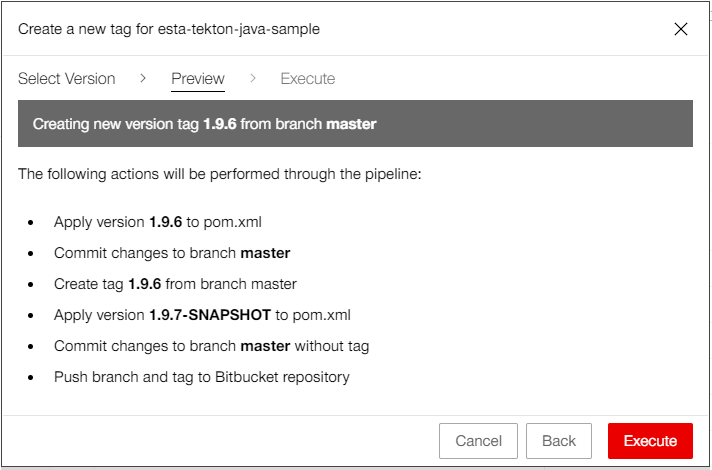 Create a new tag for esta-tekton-java-sample
Select Version > Preview > Execute
Creating new version tag 1.9.6 from branch master
The following actions will be performed through the pipeline:
• Apply version 1.9.6 to pom.xml
• Commit changes to branch master
• Create tag 1.9.6 from branch master
• Apply version 1.9.7-SNAPSHOT to pom.xml
• Commit changes to branch master without tag
• Push branch and tag to Bitbucket repository
Cancel Back Execute